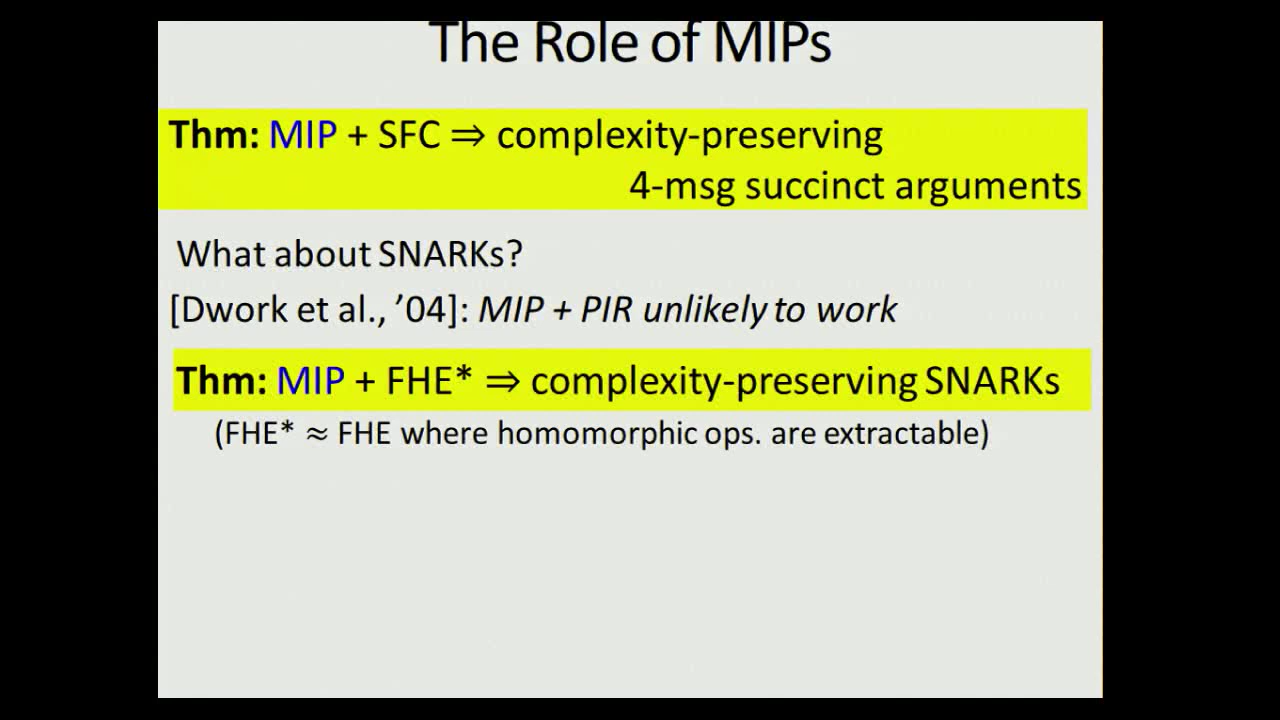 The Role of MIPs
Thm: MIP + SFC ⇒ complexity-preserving
4-msg succinct arguments
What about SNARKs?
[Dwork et al., ’04]: MIP + PIR unlikely to work
Thm: MIP + FHE* ⇒ complexity-preserving SNARKs
(FHE* ≈ FHE where homomorphic ops. are extractable)